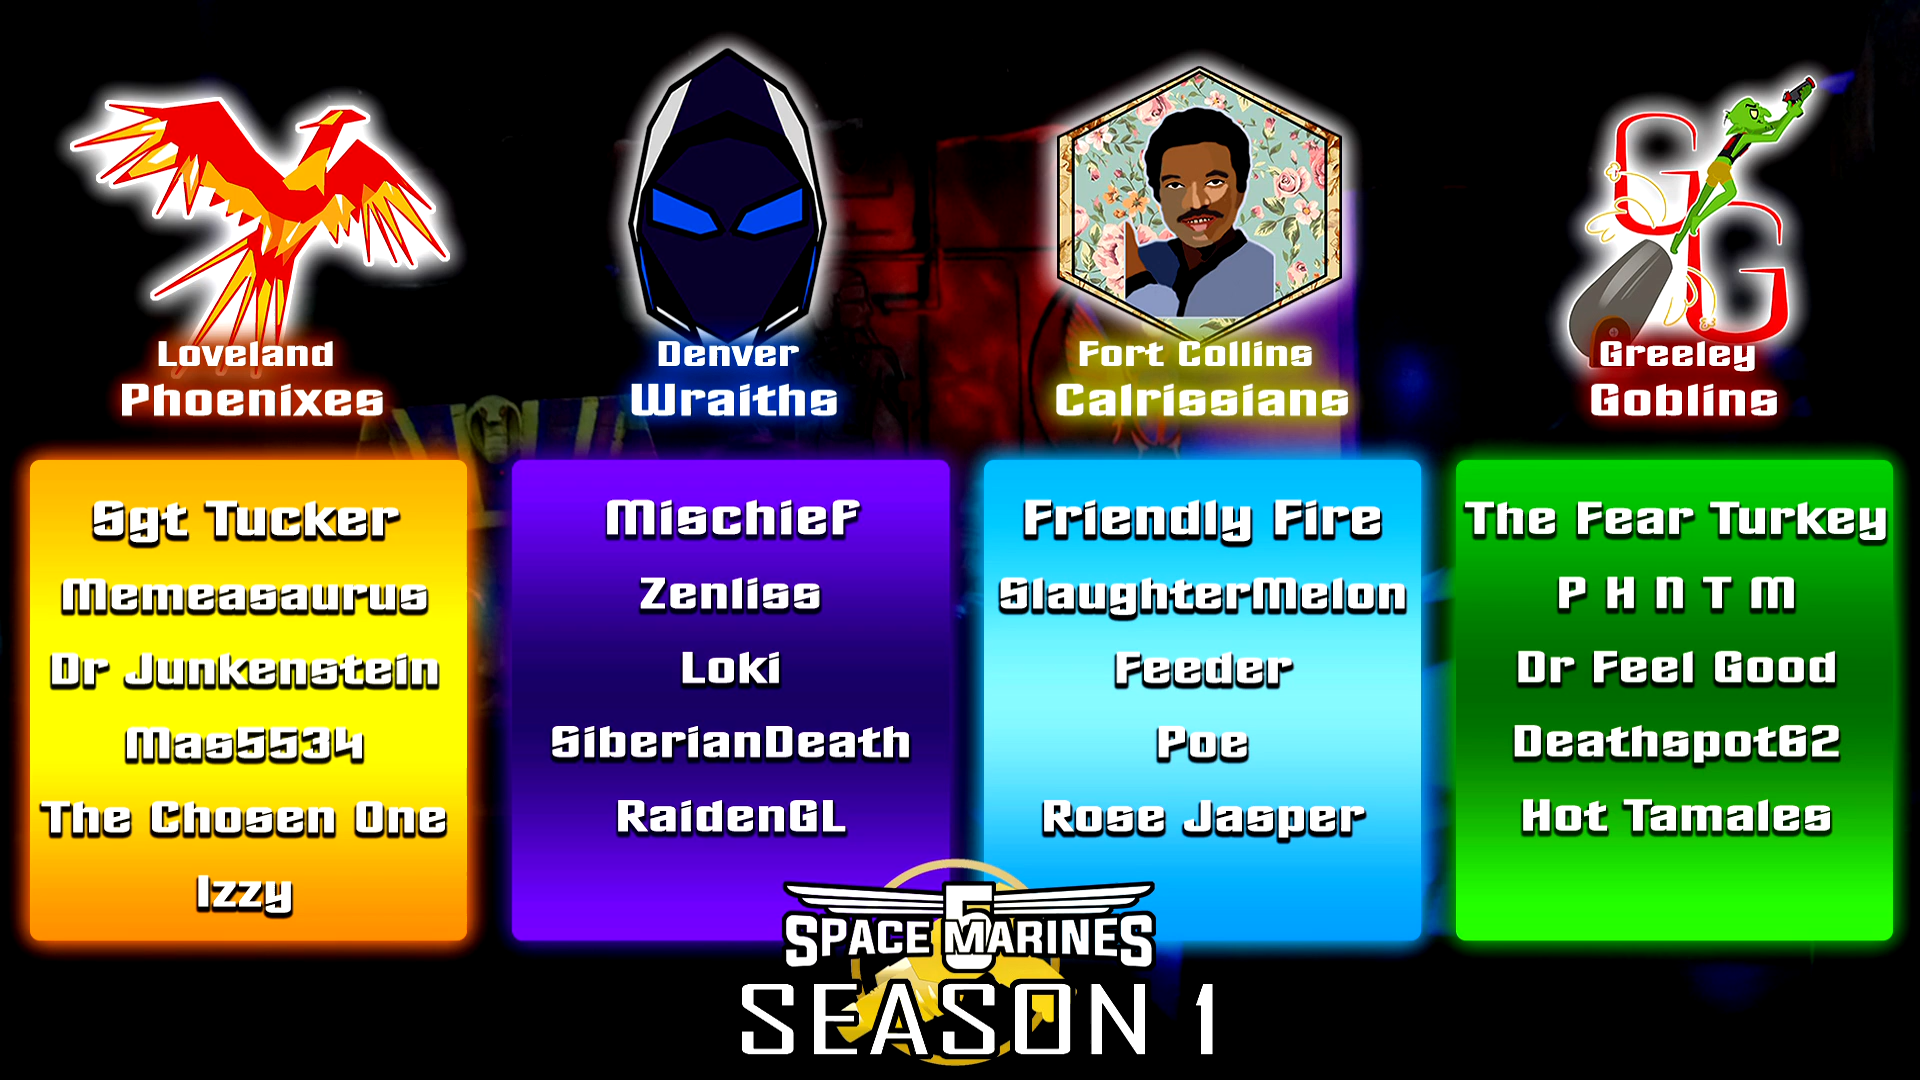 Loveland
Phoenixes
Sgt Tucker
Memeasaurus
Dr Junkenstein
Mas5534
The Chosen One
Izzy
Denver
Wraiths
Mischief
Zenliss
Loki
SiberianDeath
RaidenGL
Fort Collins
Calrissians
Friendly Fire
SlaughterMelon
Feeder
Poe
Rose Jasper
GG
Greeley
Goblins
The Fear Turkey
P H N T M
Dr Feel Good
Deathspot62
Hot Tamales
5
SPACE MARINES
SEASON 1